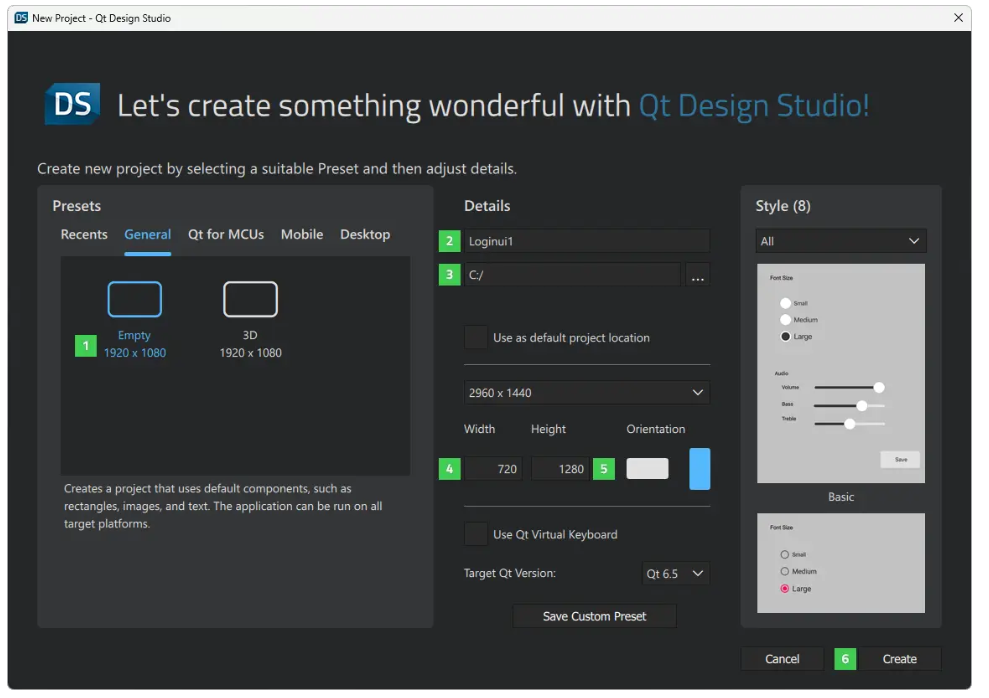 DS New Project - Qt Design Studio
DS Let's create something wonderful with Qt Design Studio!
Create new project by selecting a suitable Preset and then adjust details.
Presets
Recents General Qt for MCUs Mobile Desktop
1
Empty
1920 x 1080
3D
1920 x 1080
Creates a project that uses default components, such as
rectangles, images, and text. The application can be run on all
target platforms.
Details
2 Loginui1
3 C:/ ...
Use as default project location
2960 x 1440
Width Height Orientation
4 720 1280 5
Use Qt Virtual Keyboard
Target Qt Version: Qt 6.5
Save Custom Preset
Style (8)
All
Font Size
Small
Medium
Large
Audio
Volume
Bass
Treble
Save
Basic
Font Size
Small
Medium
Large
Cancel 6 Create